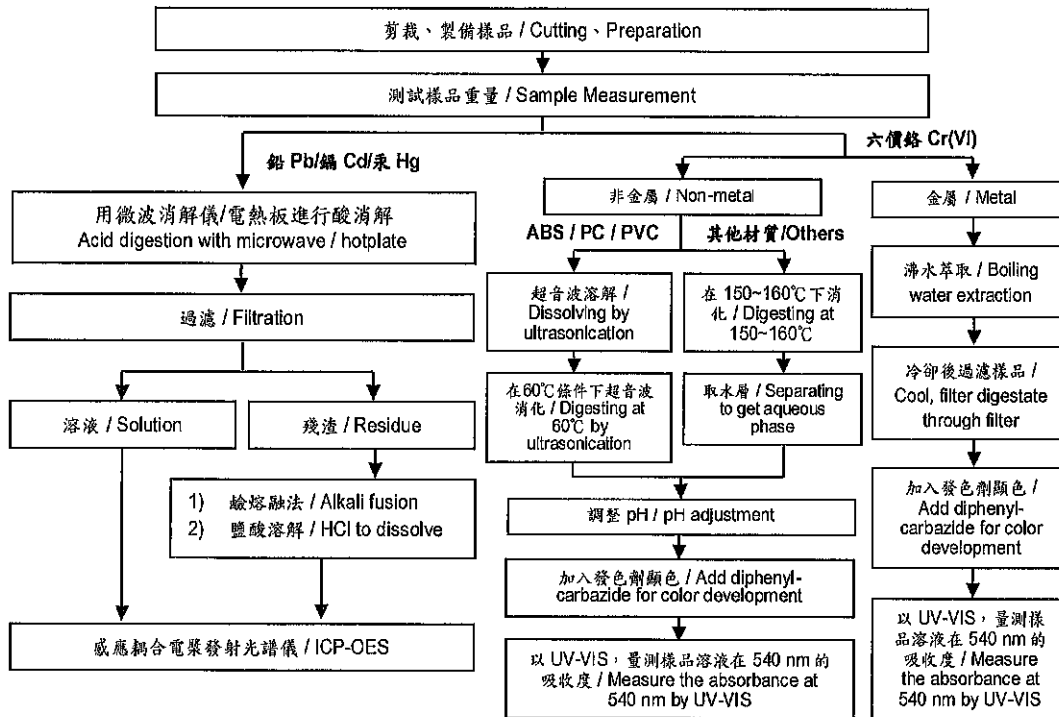 剪裁、製備樣品 / Cutting、Preparation
測試樣品重量 / Sample Measurement
鉛 Pb/鎘 Cd/汞 Hg
六價鉻 Cr(VI)
用微波消解儀/電熱板進行酸消解
Acid digestion with microwave / hotplate
過濾 / Filtration
溶液 / Solution
殘渣 / Residue
1) 鹼熔融法 / Alkali fusion
2) 鹽酸溶解 / HCl to dissolve
感應耦合電漿發射光譜儀 / ICP-OES
非金屬 / Non-metal
ABS / PC / PVC
其他材質/Others
超音波溶解 /
Dissolving by
ultrasonication
在 150~160℃下消
化 / Digesting at
150~160℃
在60℃條件下超音波
消化 / Digesting at
60℃ by
ultrasonication
取水層 / Separating
to get aqueous
phase
調整 pH / pH adjustment
加入發色劑顯色 / Add diphenyl-
carbazide for color development
以 UV-VIS，量測樣品溶液在 540 nm 的
吸收度 / Measure the absorbance at
540 nm by UV-VIS
金屬 / Metal
沸水萃取 / Boiling
water extraction
冷卻後過濾樣品 /
Cool, filter digestate
through filter
加入發色劑顯色 /
Add diphenyl-
carbazide for color
development
以 UV-VIS，量測樣
品溶液在 540 nm 的
吸收度 / Measure
the absorbance at
540 nm by UV-VIS